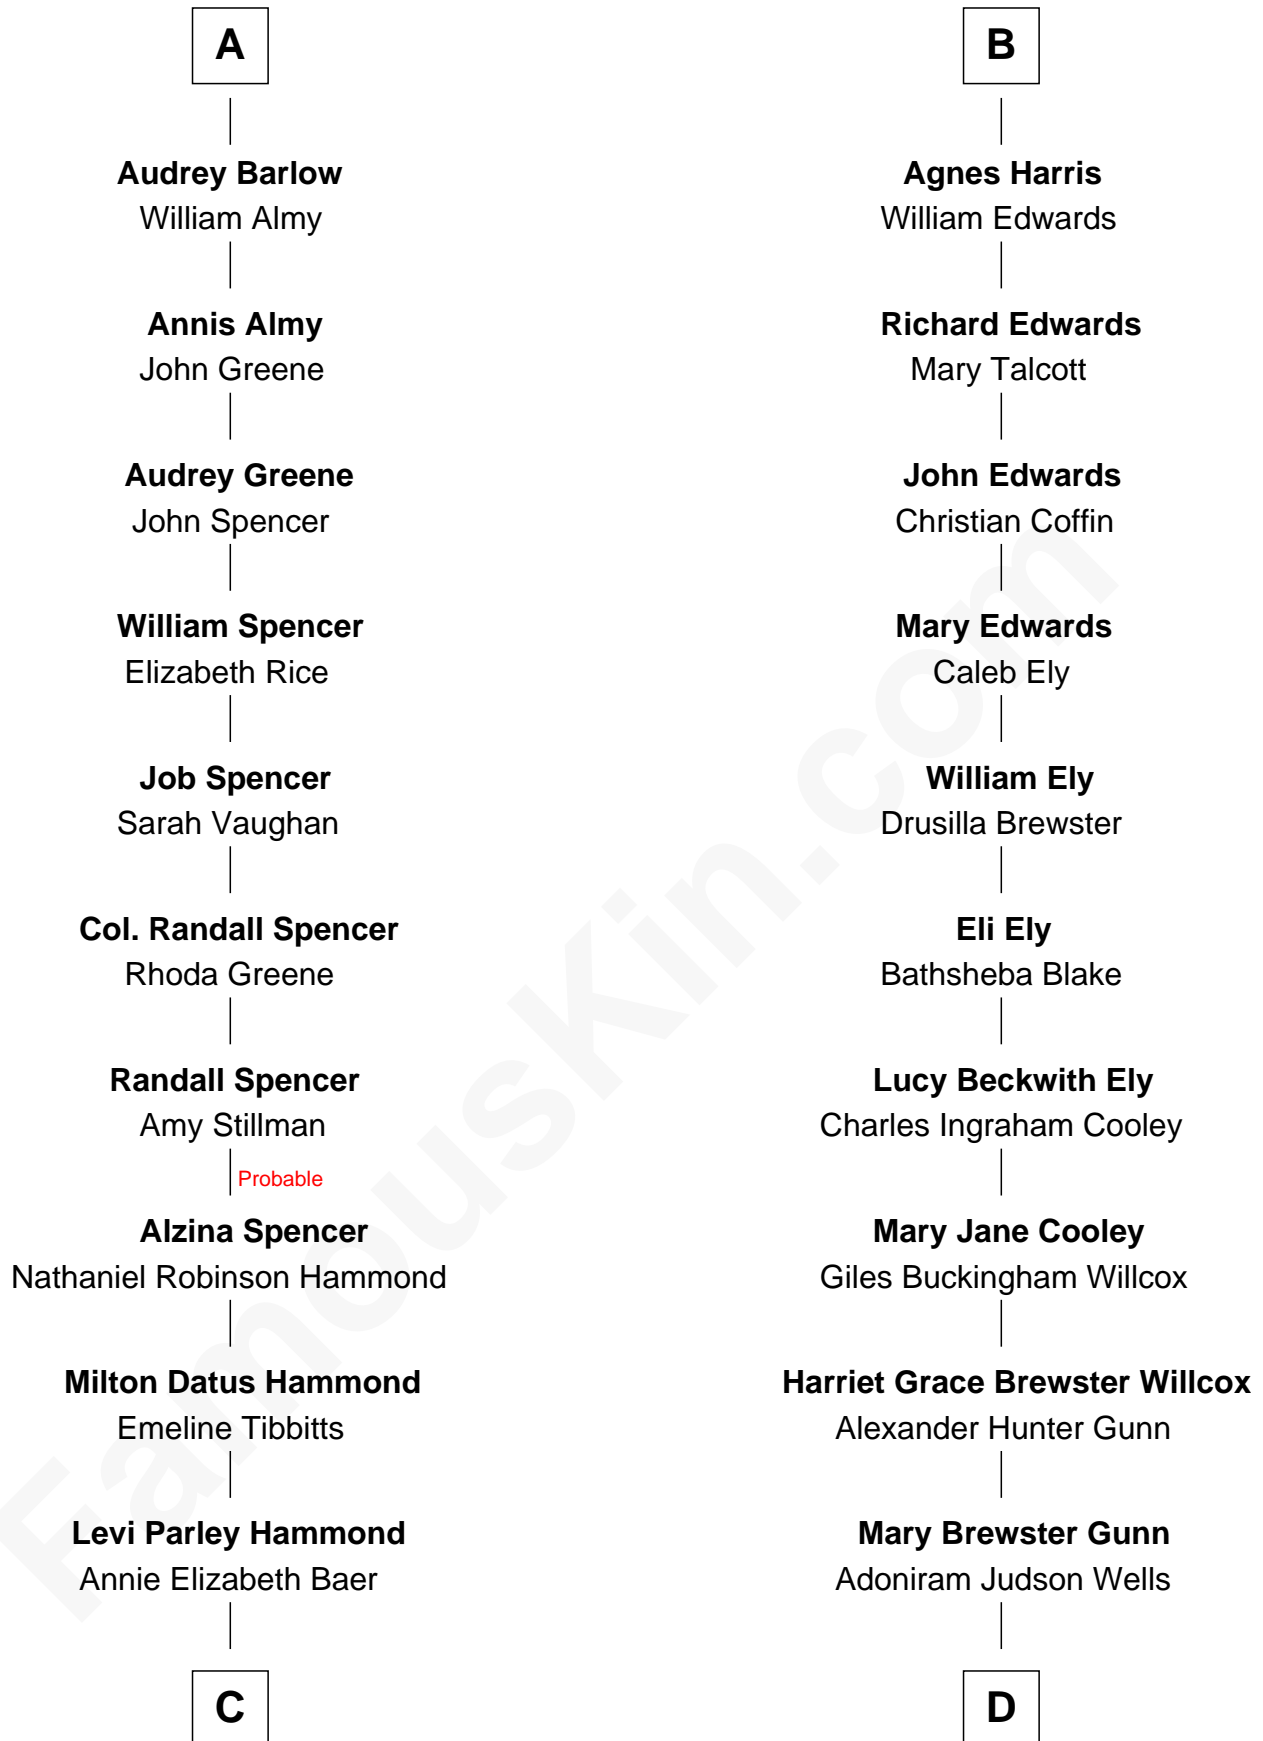 A
Audrey Barlow
William Almy
Annis Almy
John Greene
Audrey Greene
John Spencer
William Spencer
Elizabeth Rice
Job Spencer
Sarah Vaughan
Col. Randall Spencer
Rhoda Greene
Randall Spencer
Amy Stillman
Probable
Alzina Spencer
Nathaniel Robinson Hammond
Milton Datus Hammond
Emeline Tibbitts
Levi Parley Hammond
Annie Elizabeth Baer
C
B
Agnes Harris
William Edwards
Richard Edwards
Mary Talcott
John Edwards
Christian Coffin
Mary Edwards
Caleb Ely
William Ely
Drusilla Brewster
Eli Ely
Bathsheba Blake
Lucy Beckwith Ely
Charles Ingraham Cooley
Mary Jane Cooley
Giles Buckingham Willcox
Harriet Grace Brewster Willcox
Alexander Hunter Gunn
Mary Brewster Gunn
Adoniram Judson Wells
D
FamousKin.com